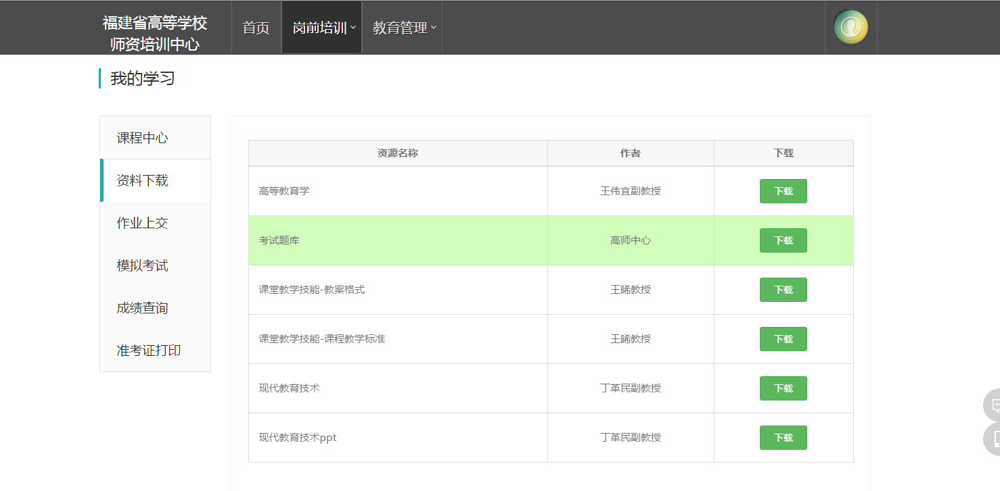 福建省高等学校
师资培训中心
首页
岗前培训
教育管理
我的学习
课程中心
资料下载
作业上交
模拟考试
成绩查询
准考证打印
资源名称 作者 下载
高等教育学 王伟宜副教授 下载
考试题库 高师中心 下载
课堂教学技能-教案格式 王晞教授 下载
课堂教学技能-课程教学标准 王晞教授 下载
现代教育技术 丁革民副教授 下载
现代教育技术ppt 丁革民副教授 下载